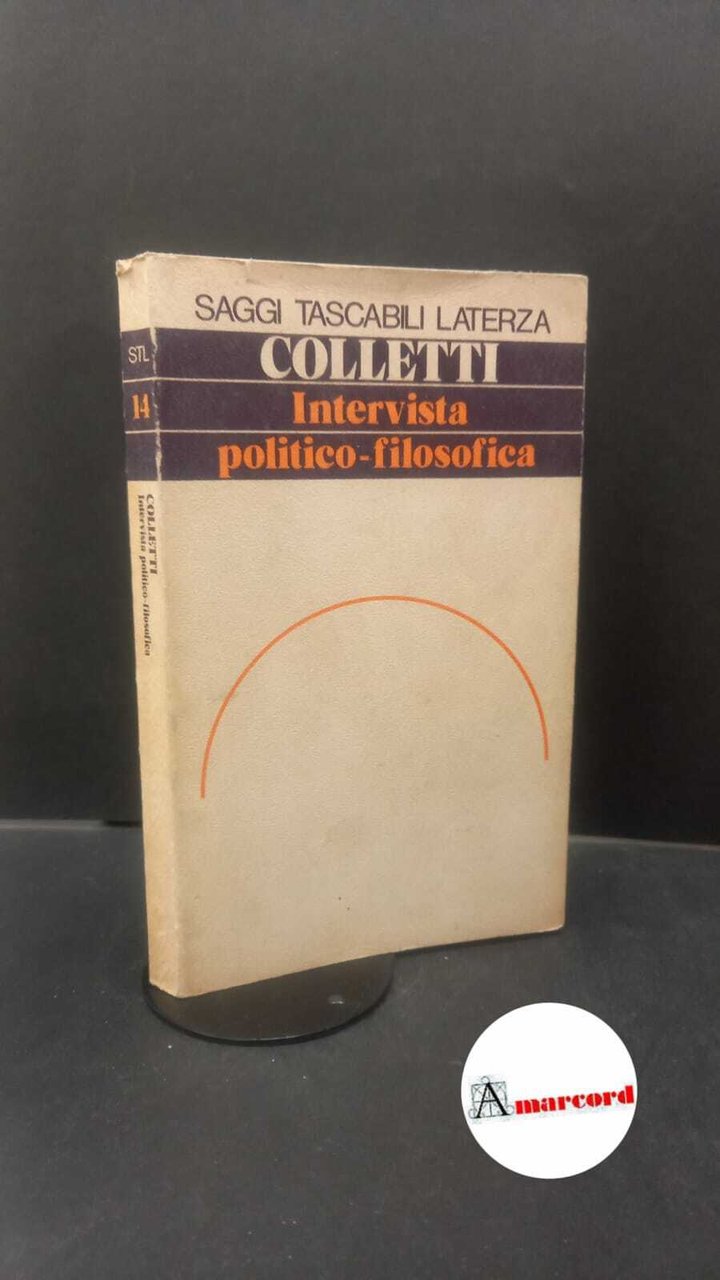 SAGGI TASCABILI LATERZA
COLLETTI
Intervista
politico-filosofica
STL
14
COLLETTI
Intervista politico-filosofica
Amarcord